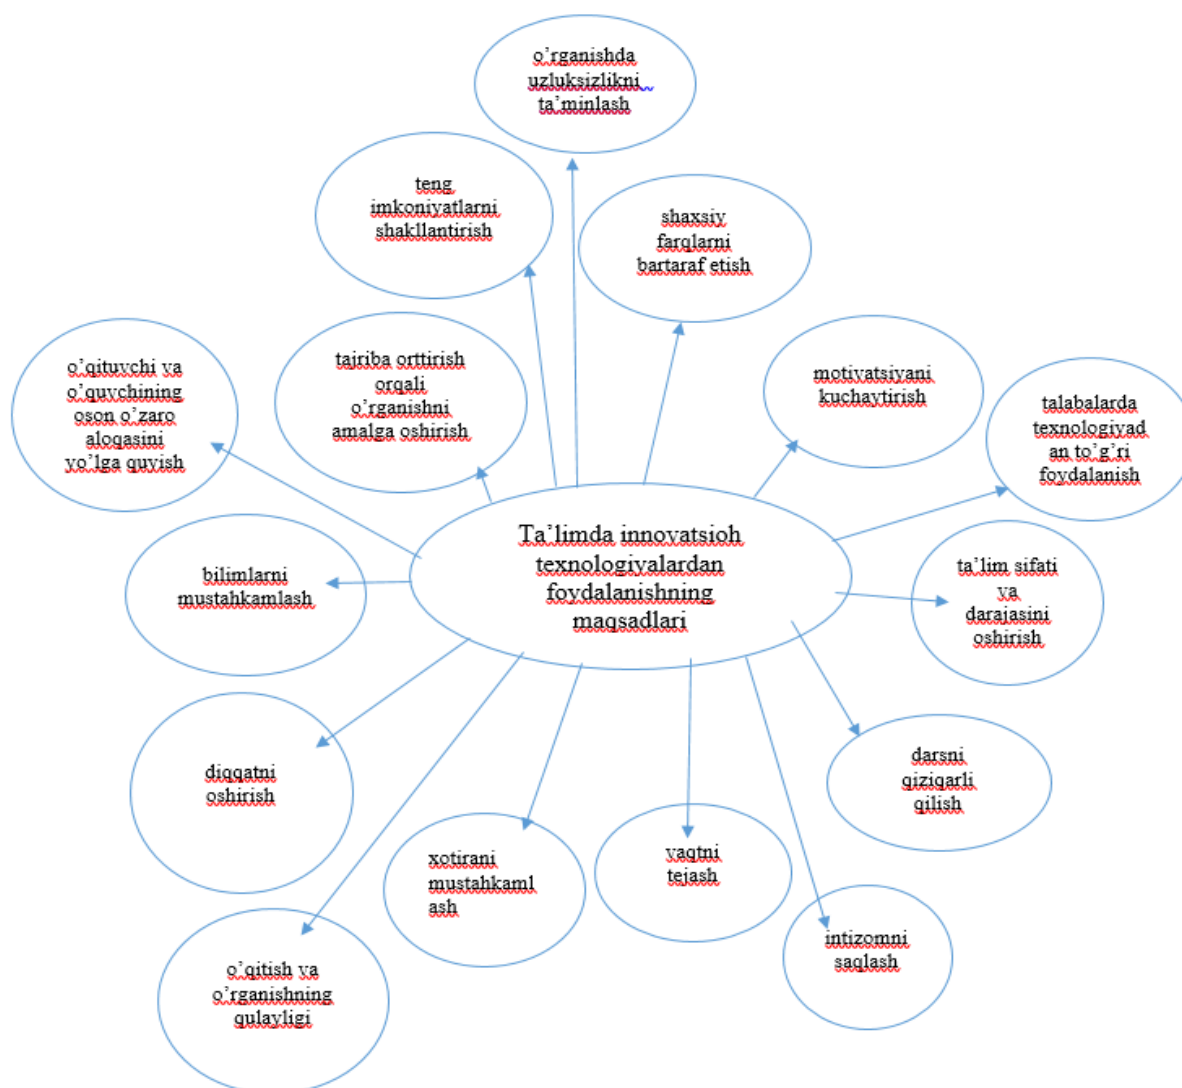 o’rganishda
uzluksizlikni
ta’minlash
teng
imkoniyatlarni
shakllantirish
shaxsiy
farqlarni
bartaraf etish
o’qituvchi va
o’quvchining
oson o’zaro
aloqasini
yo’lga quyish
tajriba orttirish
orqali
o’rganishni
amalga oshirish
motivatsiyani
kuchaytirish
talabalarda
texnologiyad
an to’g’ri
foydalanish
Ta’limda innovatsioh
texnologiyalardan
foydalanishning
maqsadlari
bilimlarni
mustahkamlash
ta’lim sifati
va
darajasini
oshirish
diqqatni
oshirish
darsni
qiziqarli
qilish
xotirani
mustahkaml
ash
vaqtni
tejash
intizomni
saqlash
o’qitish va
o’rganishning
qulayligi